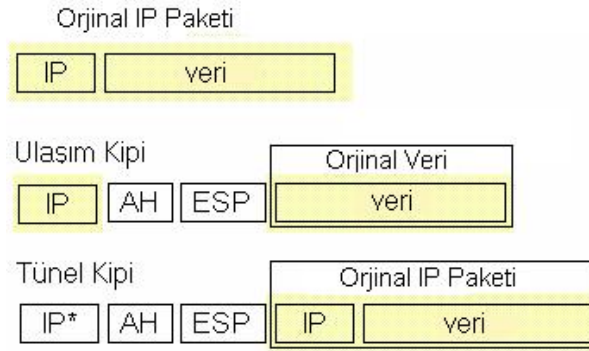 Orjinal IP Paketi
IP veri
Ulaşım Kipi
Orjinal Veri
IP AH ESP veri
Tünel Kipi
Orjinal IP Paketi
IP* AH ESP IP veri